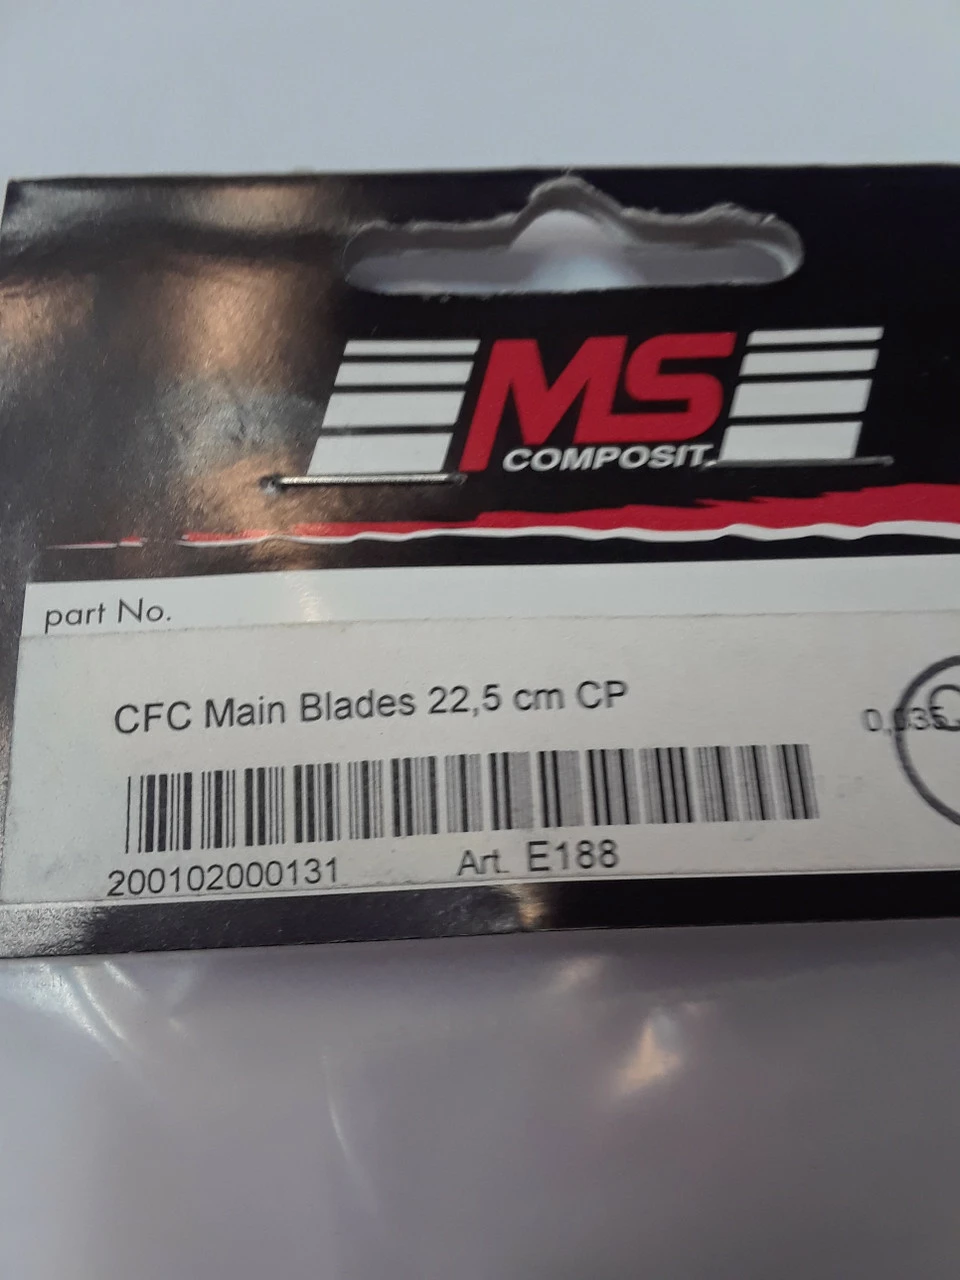 MS
COMPOSIT.
part No.
CFC Main Blades 22,5 cm CP
200102000131
Art. E188